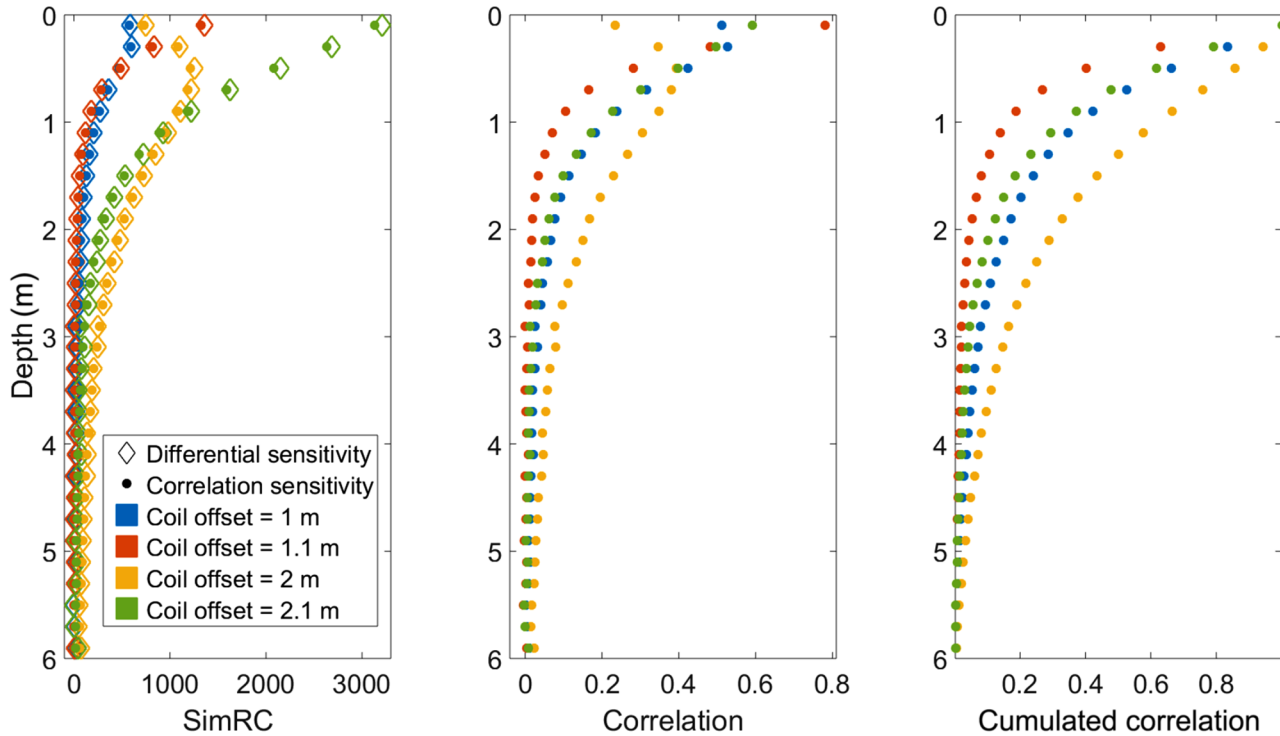 0
1
2
3
4
5
6
Depth (m)
0 1000 2000 3000
SimRC
Differential sensitivity
Correlation sensitivity
Coil offset = 1 m
Coil offset = 1.1 m
Coil offset = 2 m
Coil offset = 2.1 m
0
1
2
3
4
5
6
0 0.2 0.4 0.6 0.8
Correlation
0
1
2
3
4
5
6
0.2 0.4 0.6 0.8
Cumulated correlation